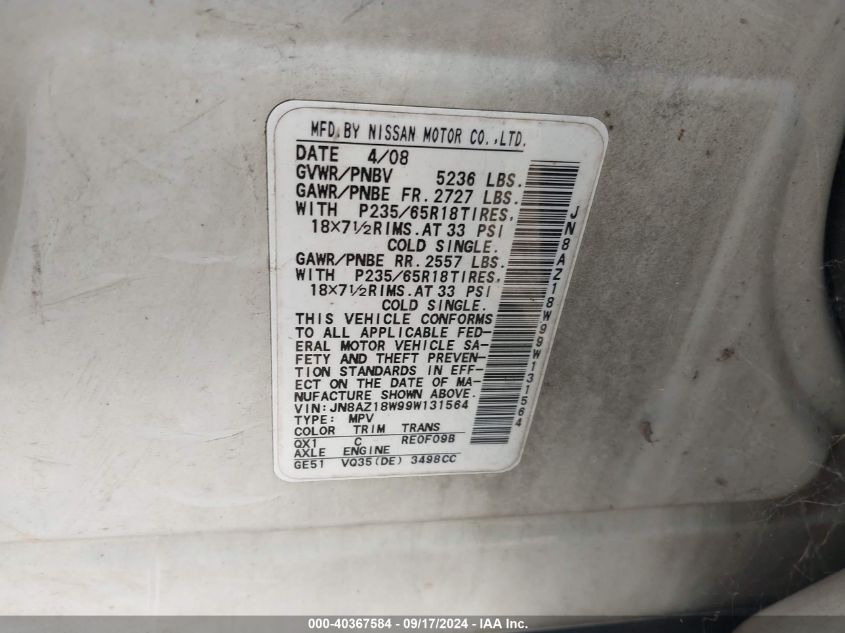 MFD.BY NISSAN MOTOR CO.,LTD.
DATE 4/08
GVWR/PNBV 5236 LBS.
GAWR/PNBE FR. 2727 LBS.
WITH P235/65R18TIRES,
18×7½RIMS.AT 33 PSI
COLD SINGLE.
GAWR/PNBE RR. 2557 LBS.
WITH P235/65R18TIRES,
18×7½RIMS.AT 33 PSI
COLD SINGLE.
THIS VEHICLE CONFORMS
TO ALL APPLICABLE FED-
ERAL MOTOR VEHICLE SA-
FETY AND THEFT PREVEN-
TION STANDARDS IN EFF-
ECT ON THE DATE OF MA-
NUFACTURE SHOWN ABOVE.
VIN:JN8AZ18W99W131564
TYPE: MPV
COLOR TRIM TRANS
QX1 C RE0F09B
AXLE ENGINE
GE51 VQ35(DE) 3498CC
JN8AZ18W99W131564
000-40367584 / 09/17/2024 - IAA Inc.